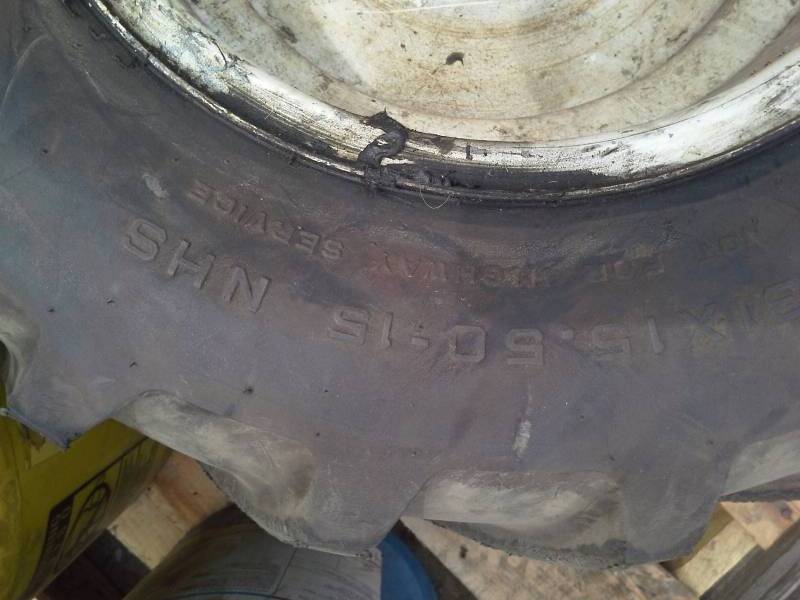 31X15.50-15 NHS
NOT FOR HIGHWAY SERVICE